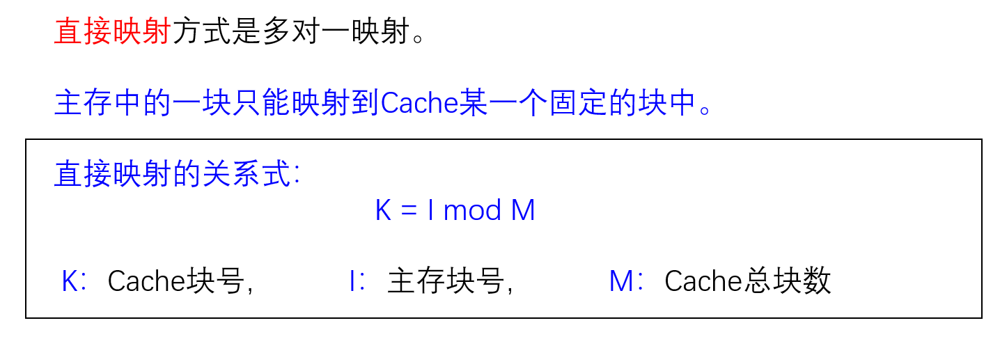 直接映射方式是多对一映射。
主存中的一块只能映射到Cache某一个固定的块中。
直接映射的关系式：
K = I mod M
K：Cache块号， I：主存块号， M：Cache总块数